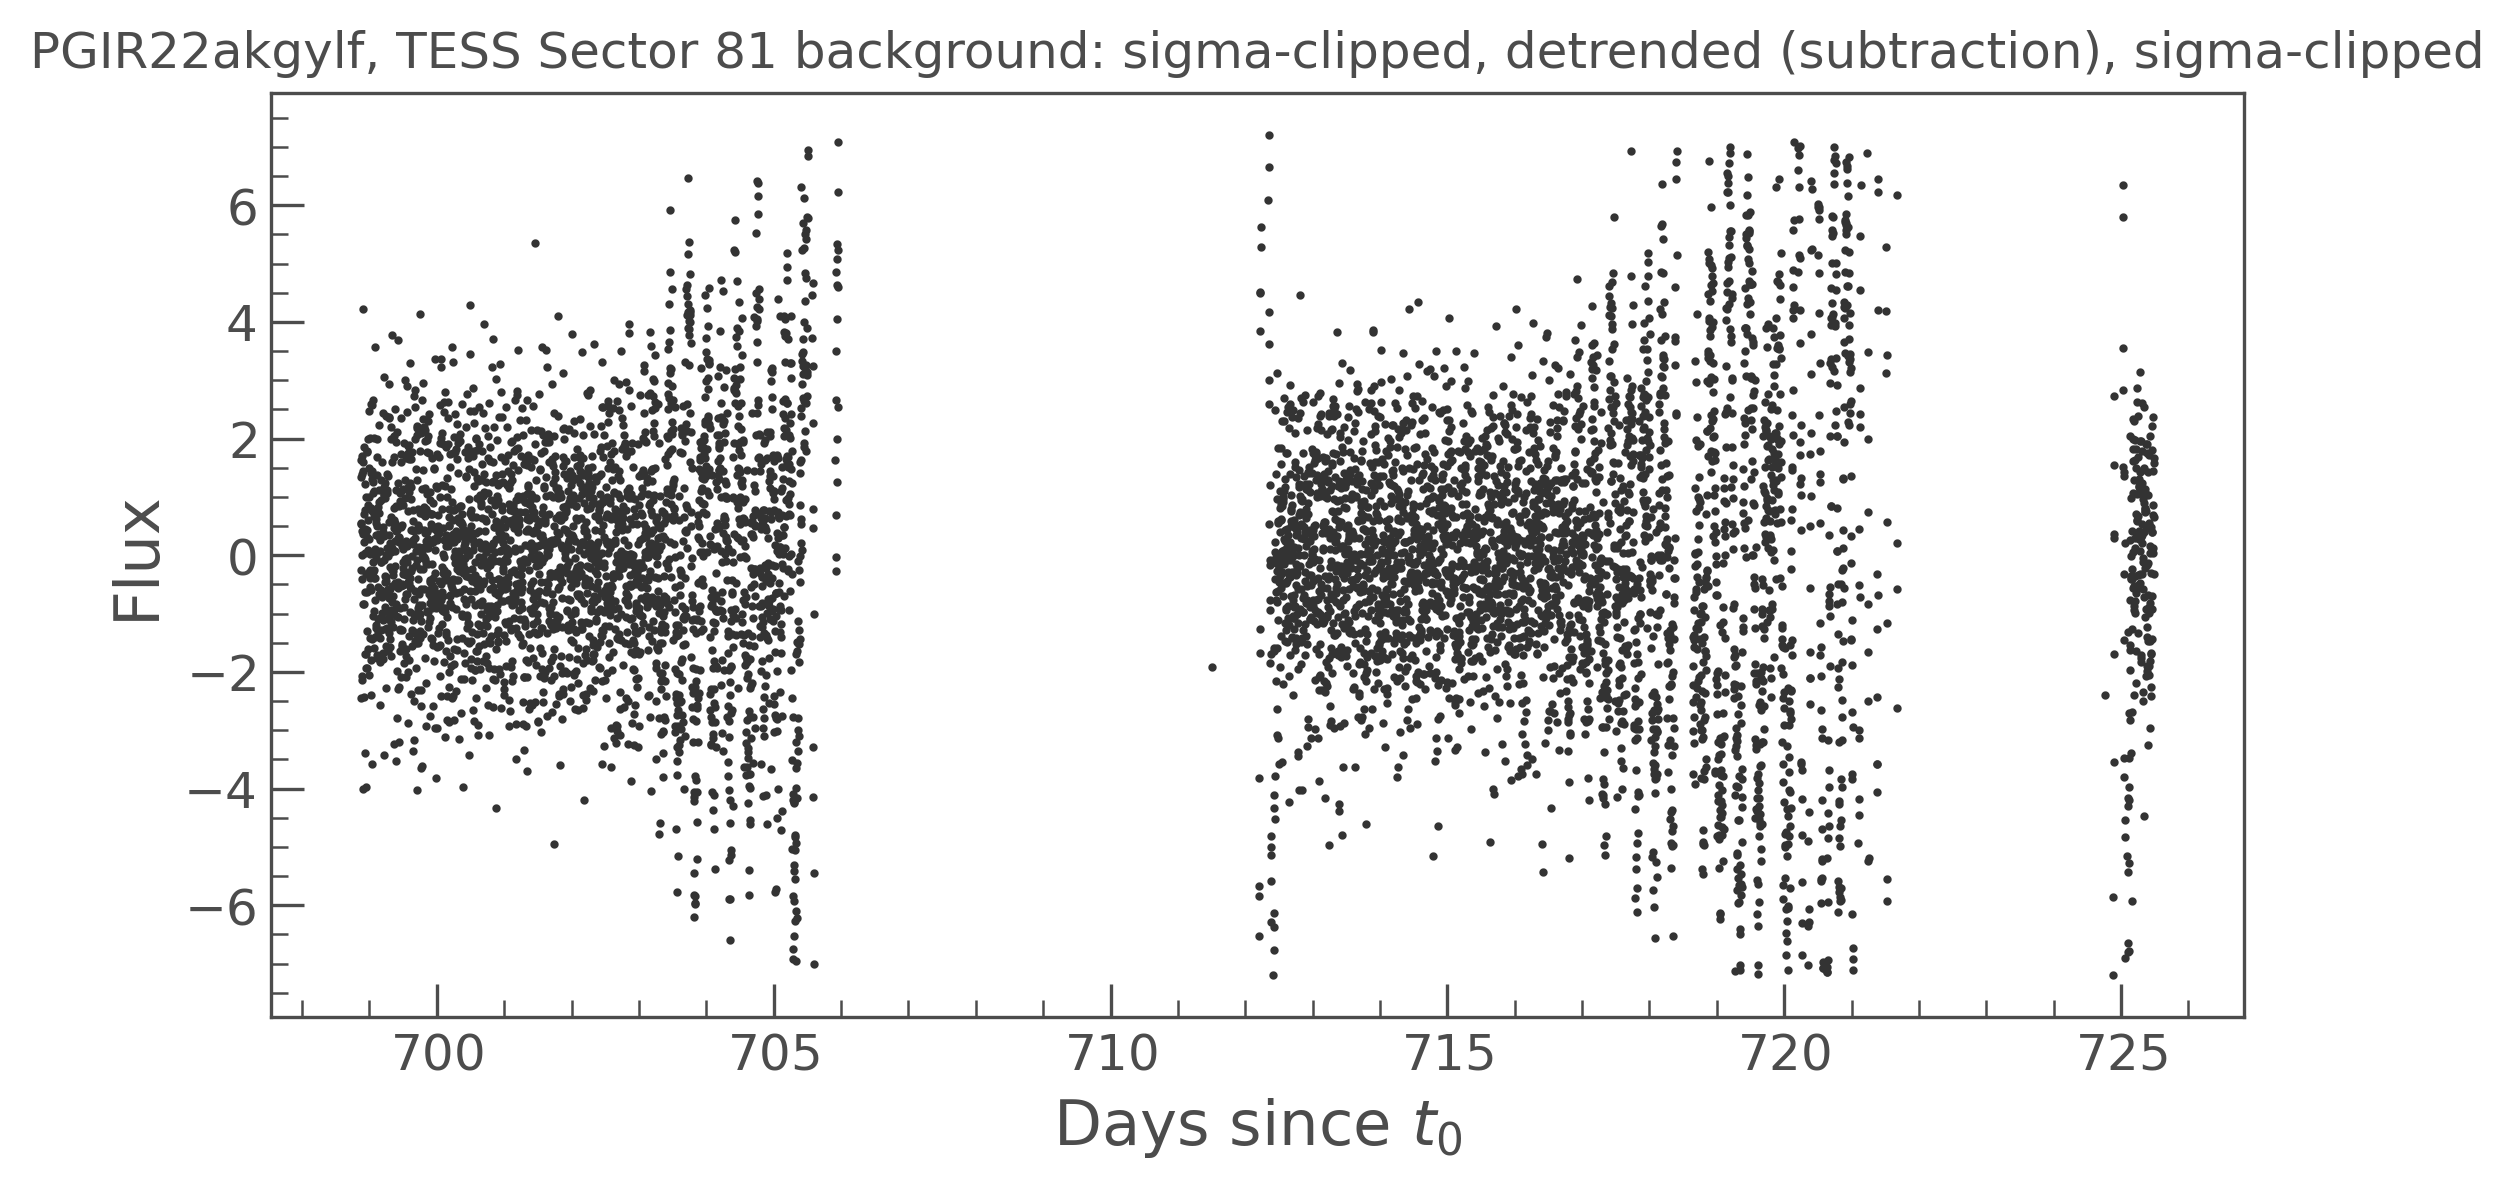 PGIR22akgylf, TESS Sector 81 background: sigma-clipped, detrended (subtraction), sigma-clipped
Flux
6
4
2
0
−2
−4
−6
700 705 710 715 720 725
Days since t0